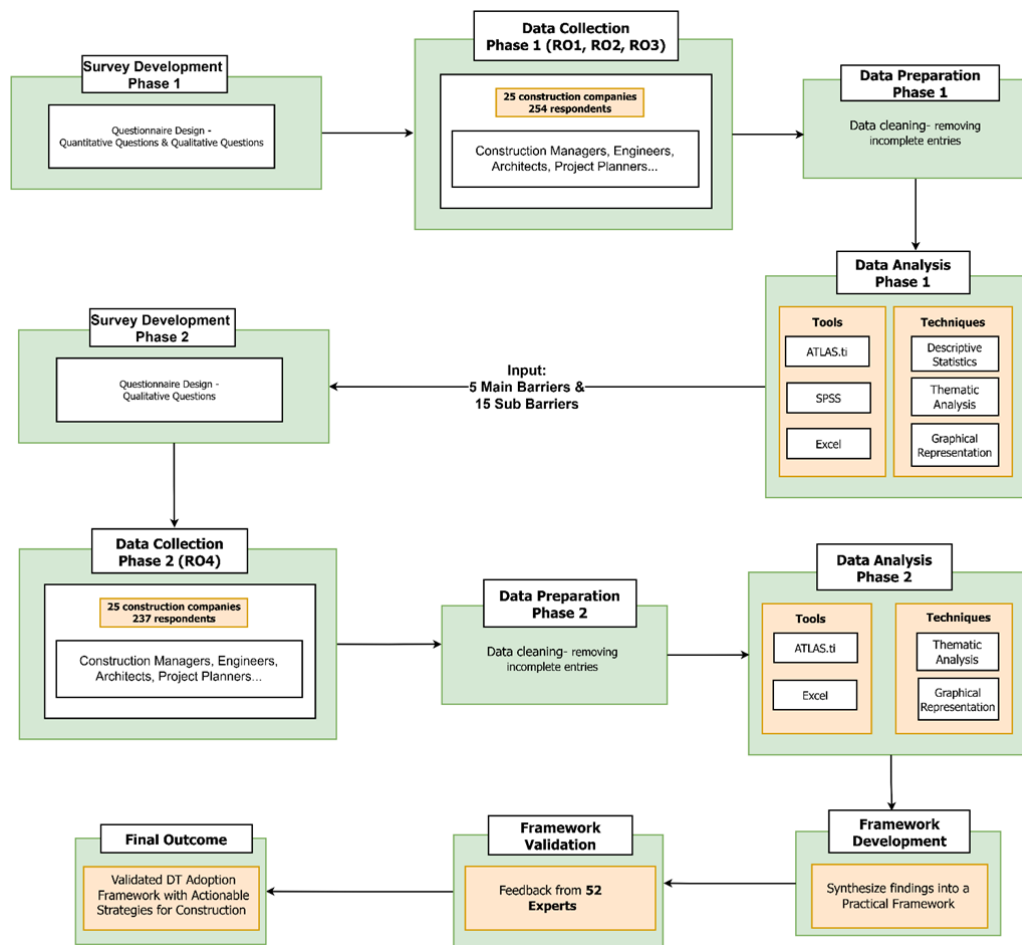 Survey Development
Phase 1
Questionnaire Design -
Quantitative Questions & Qualitative Questions
Data Collection
Phase 1 (RO1, RO2, RO3)
25 construction companies
254 respondents
Construction Managers, Engineers,
Architects, Project Planners...
Data Preparation
Phase 1
Data cleaning- removing
incomplete entries
Data Analysis
Phase 1
Tools
ATLAS.ti
SPSS
Excel
Techniques
Descriptive
Statistics
Thematic
Analysis
Graphical
Representation
Input:
5 Main Barriers &
15 Sub Barriers
Survey Development
Phase 2
Questionnaire Design -
Qualitative Questions
Data Collection
Phase 2 (RO4)
25 construction companies
237 respondents
Construction Managers, Engineers,
Architects, Project Planners...
Data Preparation
Phase 2
Data cleaning- removing
incomplete entries
Data Analysis
Phase 2
Tools
ATLAS.ti
Excel
Techniques
Thematic
Analysis
Graphical
Representation
Framework
Development
Synthesize findings into a
Practical Framework
Framework
Validation
Feedback from 52
Experts
Final Outcome
Validated DT Adoption
Framework with Actionable
Strategies for Construction